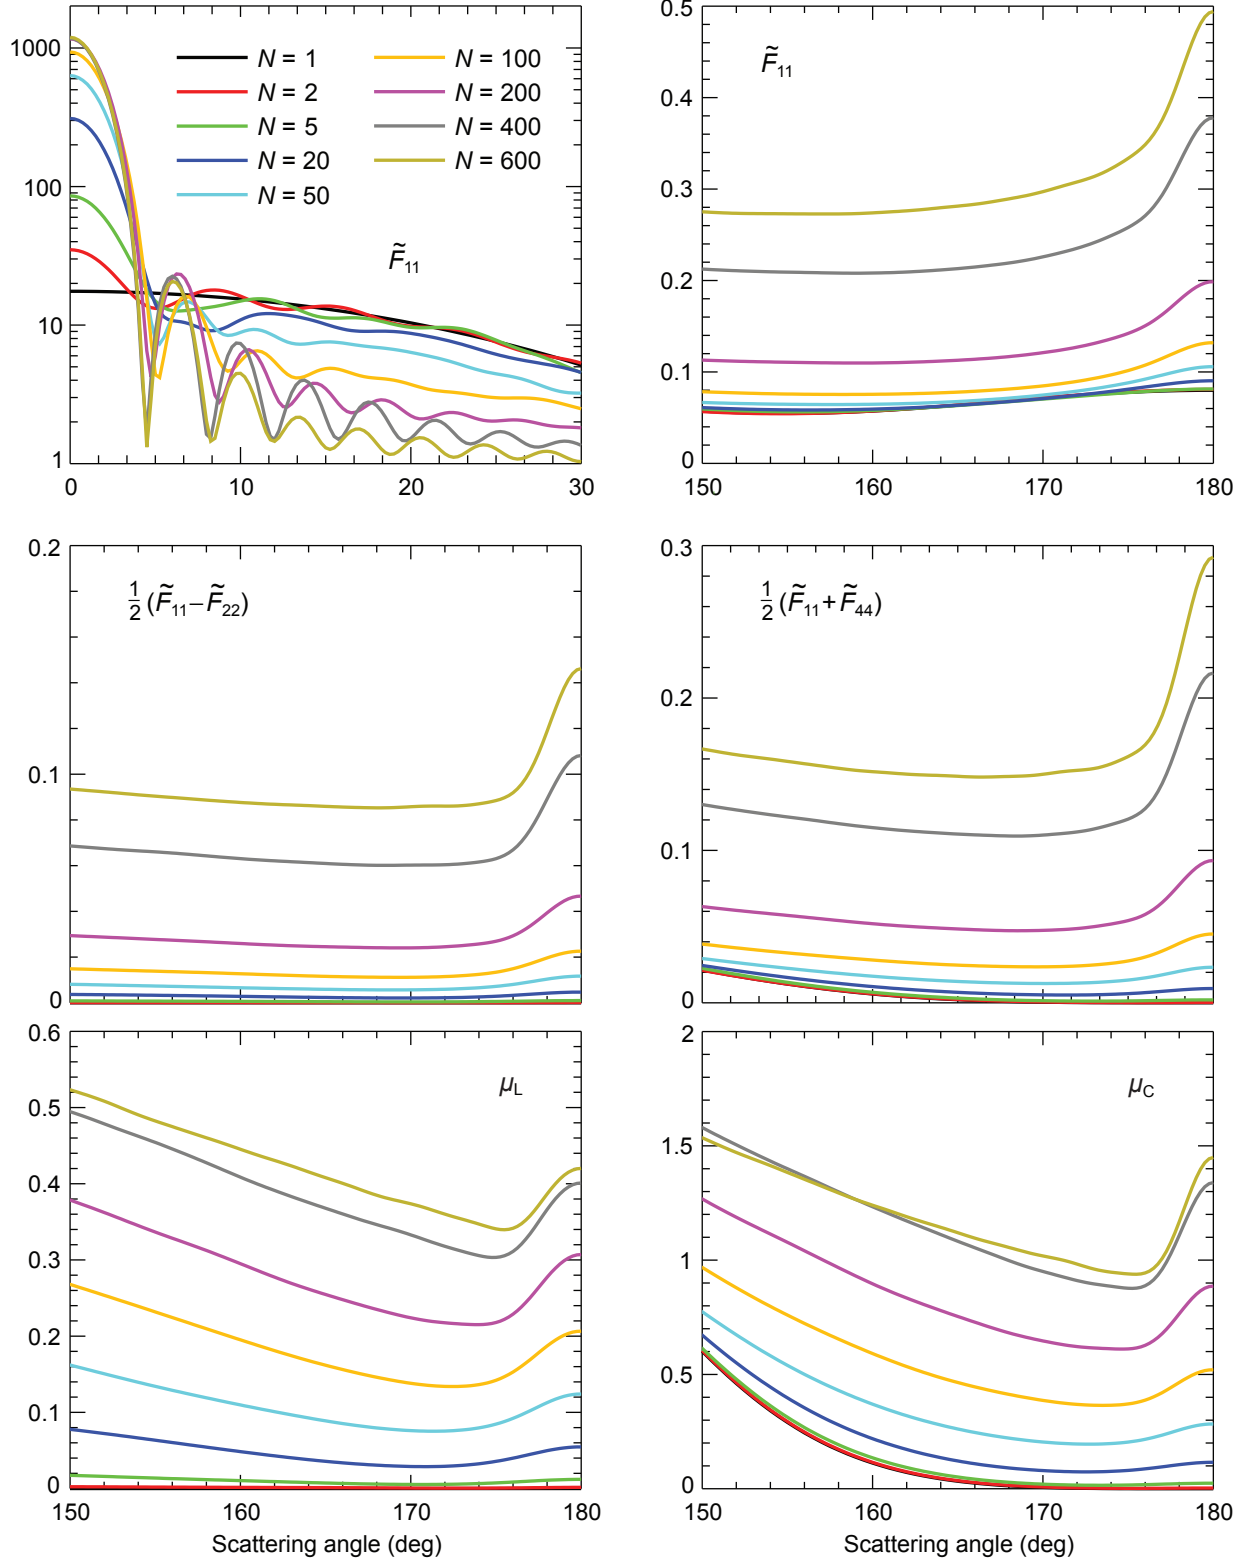 1000
100
10
1
0
10
20
30
N = 1
N = 2
N = 5
N = 20
N = 50
N = 100
N = 200
N = 400
N = 600
F̃₁₁
0.5
0.4
0.3
0.2
0.1
0
150
160
170
180
F̃₁₁
0.2
0.1
0
½ (F̃₁₁ − F̃₂₂)
0.3
0.2
0.1
0
½ (F̃₁₁ + F̃₄₄)
0.6
0.5
0.4
0.3
0.2
0.1
0
150
160
170
180
μL
Scattering angle (deg)
2
1.5
1
0.5
0
150
160
170
180
μC
Scattering angle (deg)